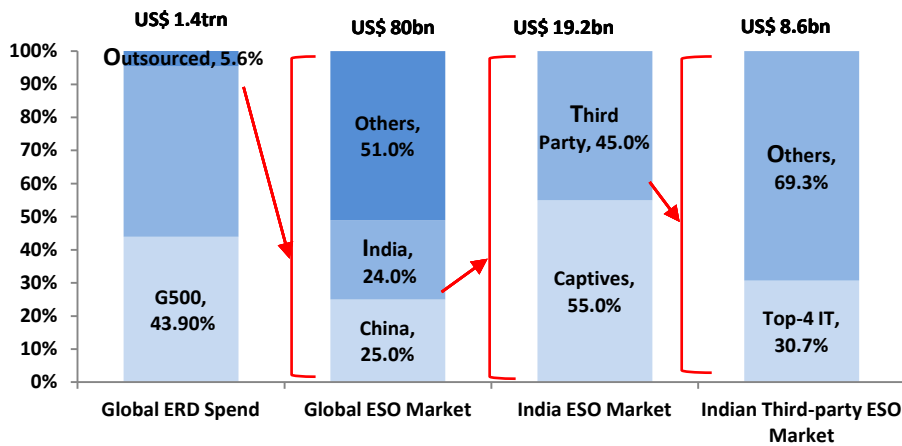 US$ 1.4trn
US$ 80bn
US$ 19.2bn
US$ 8.6bn
100%
90%
80%
70%
60%
50%
40%
30%
20%
10%
0%
Outsourced, 5.6%
G500,
43.90%
Others,
51.0%
India,
24.0%
China,
25.0%
Third
Party, 45.0%
Captives,
55.0%
Others,
69.3%
Top-4 IT,
30.7%
Global ERD Spend
Global ESO Market
India ESO Market
Indian Third-party ESO
Market